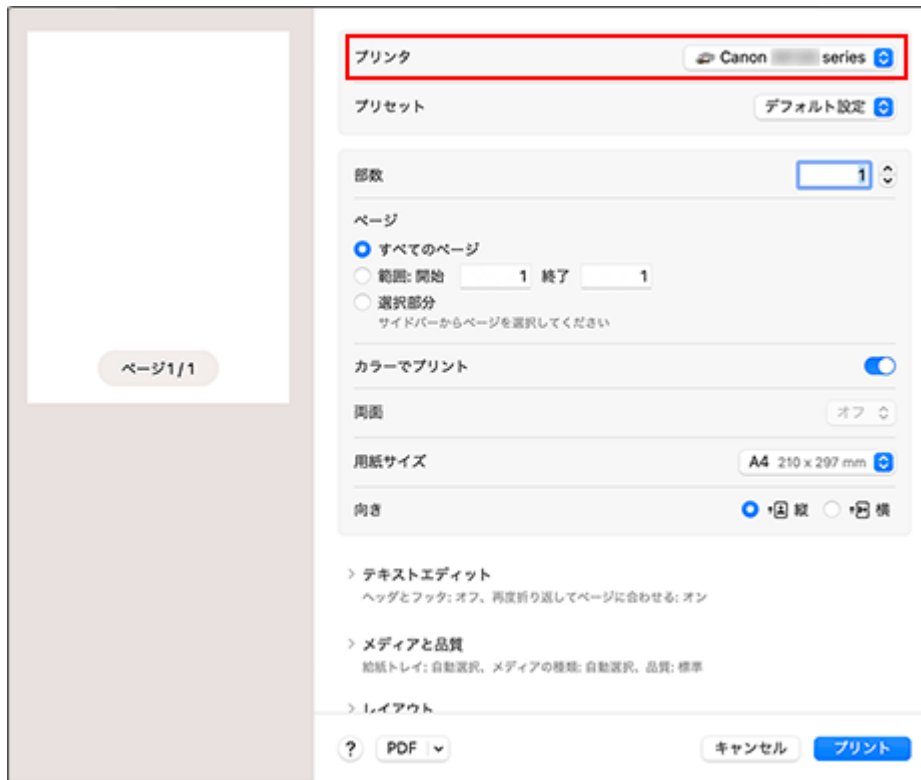 プリンタ Canon series
プリセット デフォルト設定
部数 1
ページ
すべてのページ
範囲: 開始 1 終了 1
選択部分
サイドバーからページを選択してください
ページ1 / 1
カラーでプリント
両面 オフ
用紙サイズ A4 210 x 297 mm
向き 縦 横
テキストエディット
ヘッダとフッタ: オフ、再度折り返してページに合わせる: オン
メディアと品質
給紙トレイ: 自動選択、メディアの種類: 自動選択、品質: 標準
レイアウト
? PDF キャンセル プリント